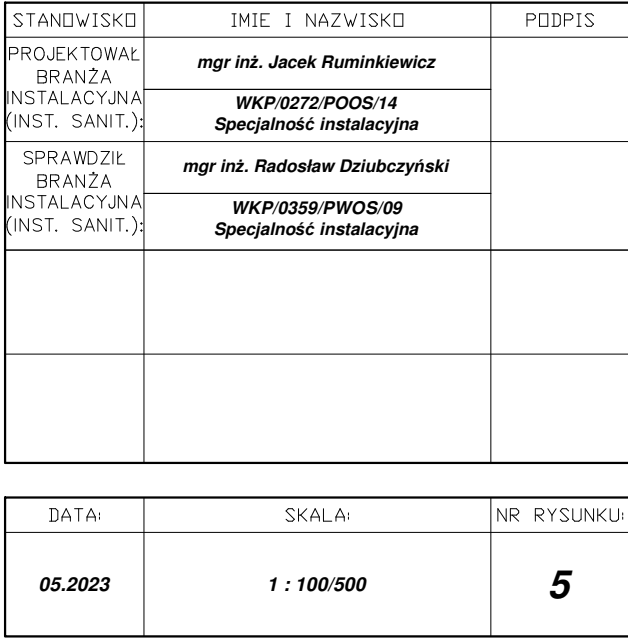 STANOWISKO IMIE I NAZWISKO PODPIS
PROJEKTOWAŁ
BRANŻA
INSTALACYJNA
(INST. SANIT.):
mgr inż. Jacek Ruminkiewicz
WKP/0272/POOS/14
Specjalność instalacyjna
SPRAWDZIŁ
BRANŻA
INSTALACYJNA
(INST. SANIT.):
mgr inż. Radosław Dziubczyński
WKP/0359/PWOS/09
Specjalność instalacyjna
DATA: SKALA: NR RYSUNKU:
05.2023 1 : 100/500 5